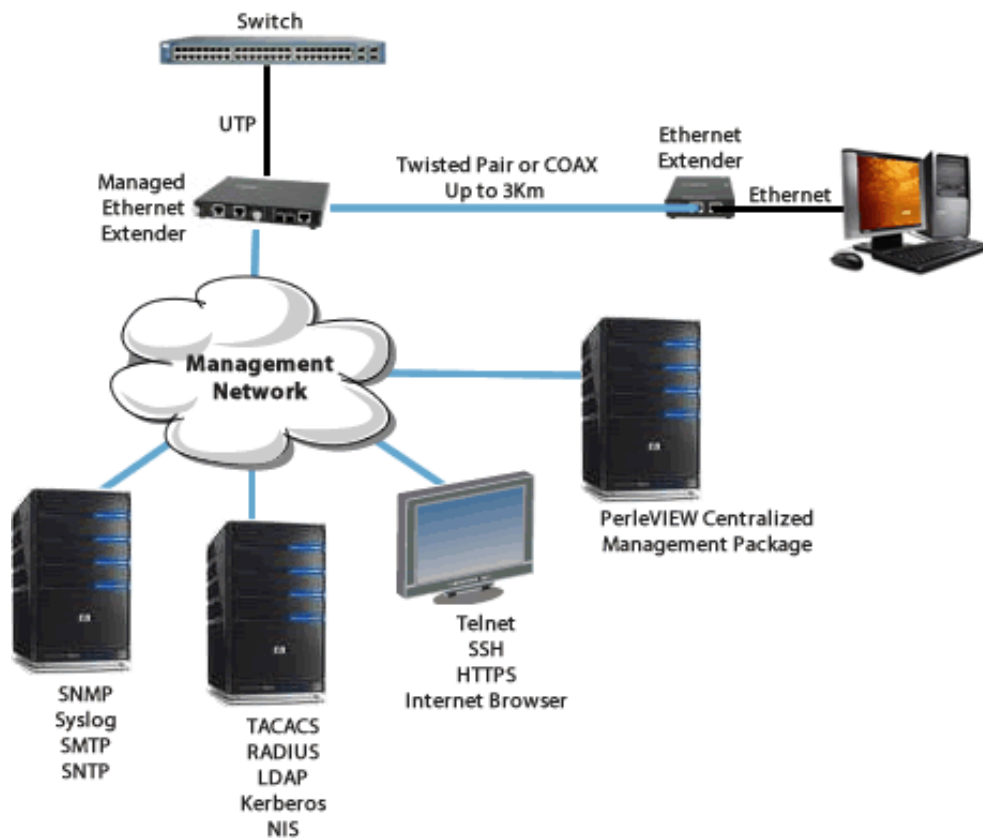 Switch
UTP
Managed
Ethernet
Extender
Twisted Pair or COAX
Up to 3Km
Ethernet
Extender
Ethernet
Management
Network
PerleVIEW Centralized
Management Package
Telnet
SSH
HTTPS
Internet Browser
SNMP
Syslog
SMTP
SNTP
TACACS
RADIUS
LDAP
Kerberos
NIS